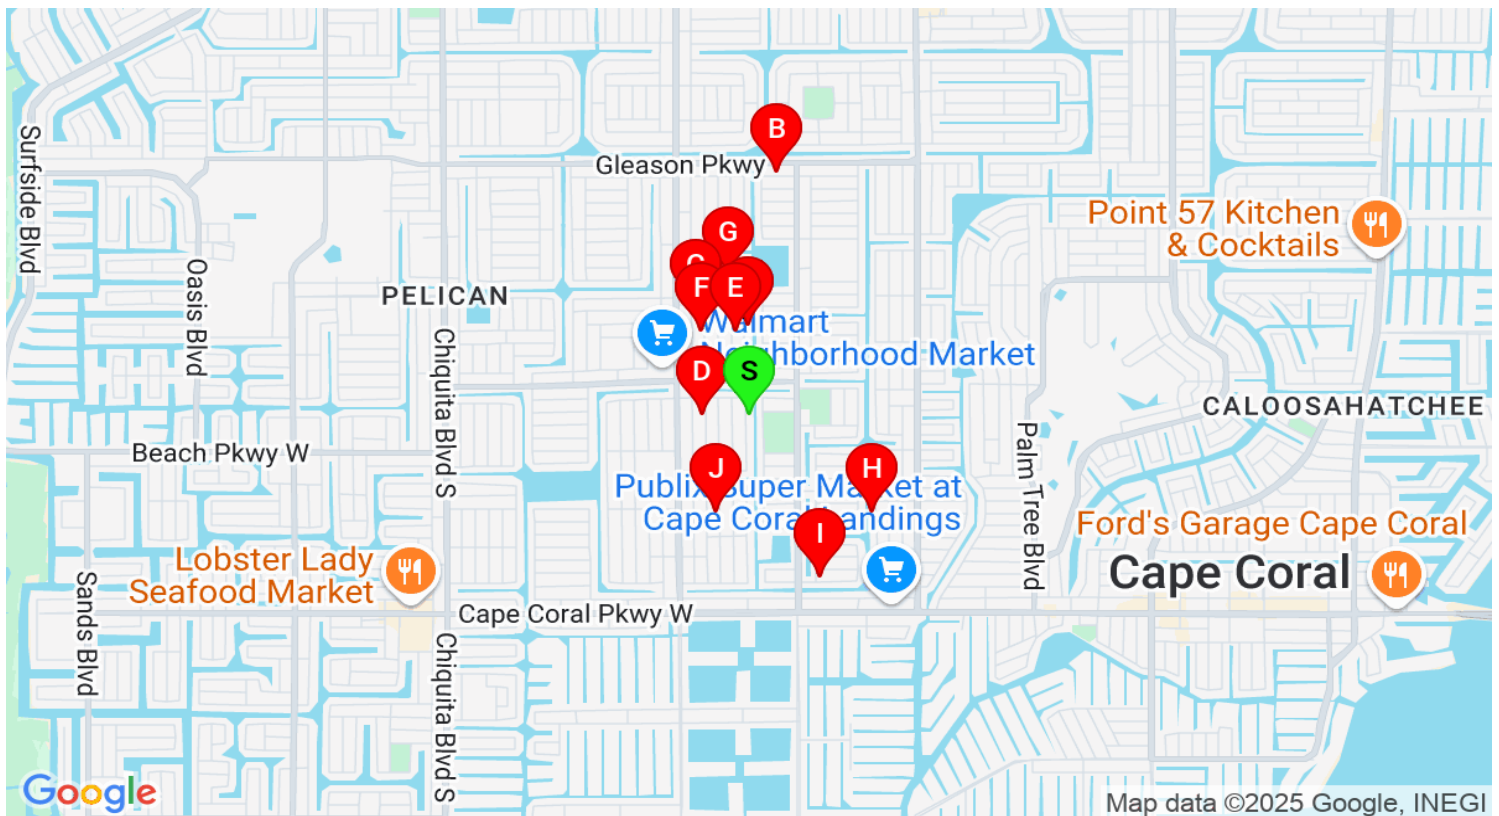 B
Gleason Pkwy
Surfside Blvd
Point 57 Kitchen
& Cocktails
G
C
Oasis Blvd
PELICAN
F
E
Walmart
Neighborhood Market
Chiquita Blvd S
D
S
CALOOSAHATCHEE
Beach Pkwy W
Palm Tree Blvd
J
H
Publix Super Market at
Cape Coral Landings
I
Ford's Garage Cape Coral
Lobster Lady
Seafood Market
Cape Coral
Sands Blvd
Cape Coral Pkwy W
Chiquita Blvd S
Google
Map data ©2025 Google, INEGI